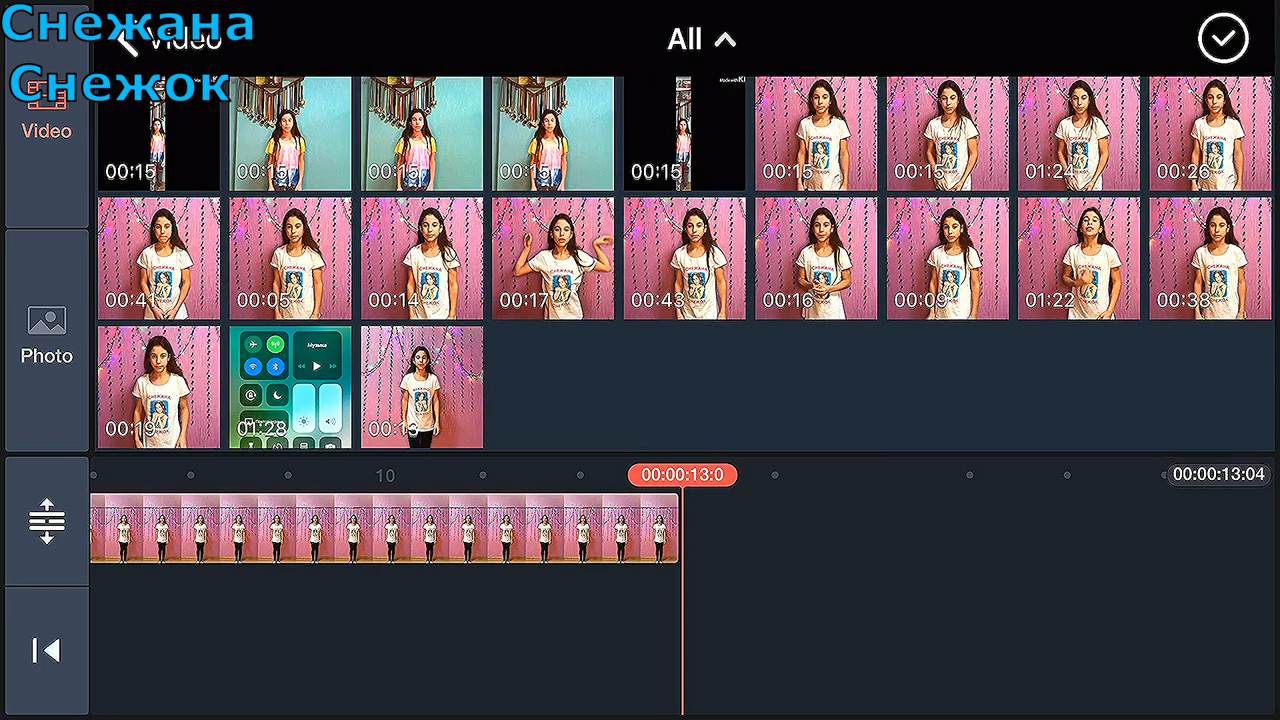 Снежана
Снежок
Video
All
Video
Photo
00:15
00:15
00:15
00:15
00:15
00:15
00:15
01:24
00:26
00:41
00:05
00:14
00:17
00:43
00:16
00:09
01:22
00:38
СНЕЖАНА
СНЕЖОК
Музыка
00:19
01:28
00:13
10
00:00:13:0
00:00:13:04